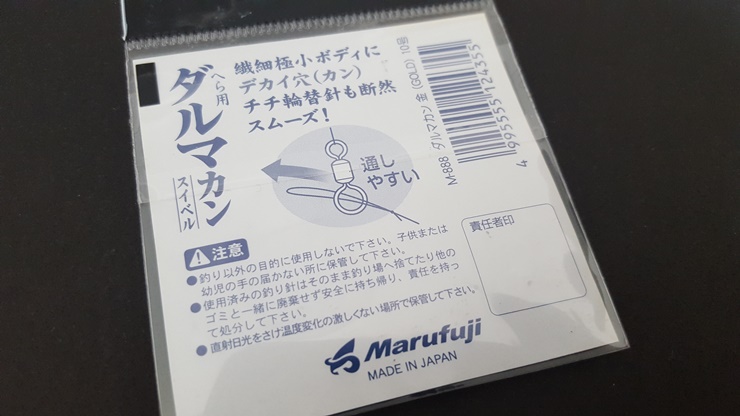 繊細極小ボディに
デカイ穴(カン)
チチ輪替針も断然
スムーズ!
へら用
ダルマカン
スイベル
通し
やすい
M-888 ダルマカン 金 (GOLD) 10号
4 995555 124355
注意
●釣り以外の目的に使用しないで下さい。子供または
幼児の手の届かない所に保管して下さい。
●使用済みの釣り針はそのまま釣り場へ捨てたり他の
ゴミと一緒に廃棄せず安全に持ち帰り、責任を持っ
て処分して下さい。
●直射日光をさけ温度変化の激しくない場所で保管して下さい。
責任者印
Marufuji
MADE IN JAPAN